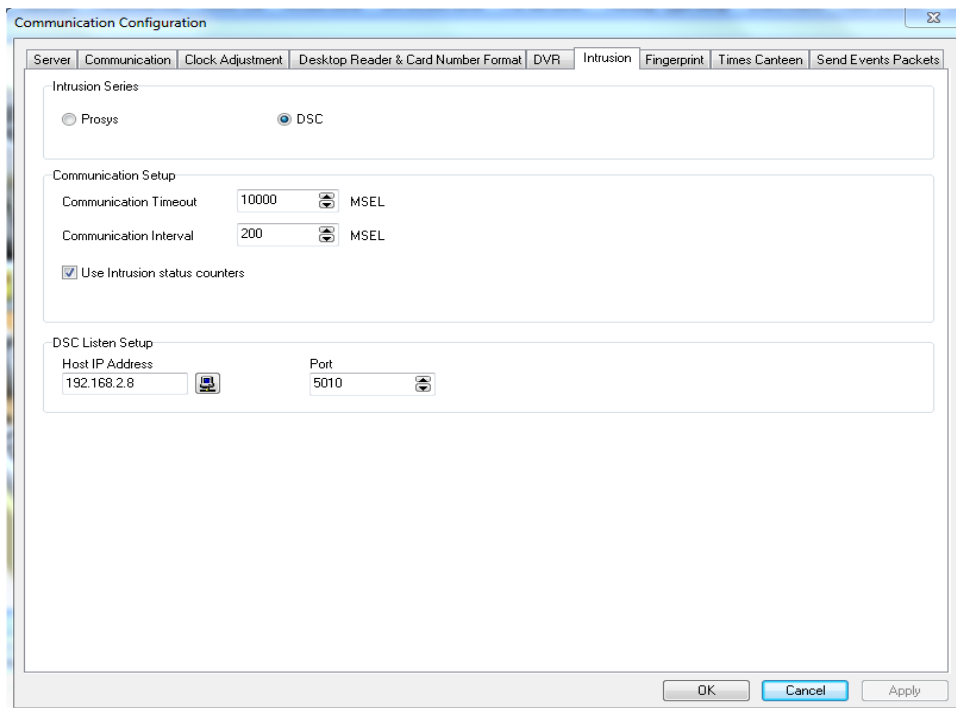 Communication Configuration
Server Communication Clock Adjustment Desktop Reader & Card Number Format DVR Intrusion Fingerprint Times Canteen Send Events Packets
Intrusion Series
Prosys DSC
Communication Setup
Communication Timeout 10000 MSEL
Communication Interval 200 MSEL
Use Intrusion status counters
DSC Listen Setup
Host IP Address Port
192.168.2.8 5010
OK Cancel Apply